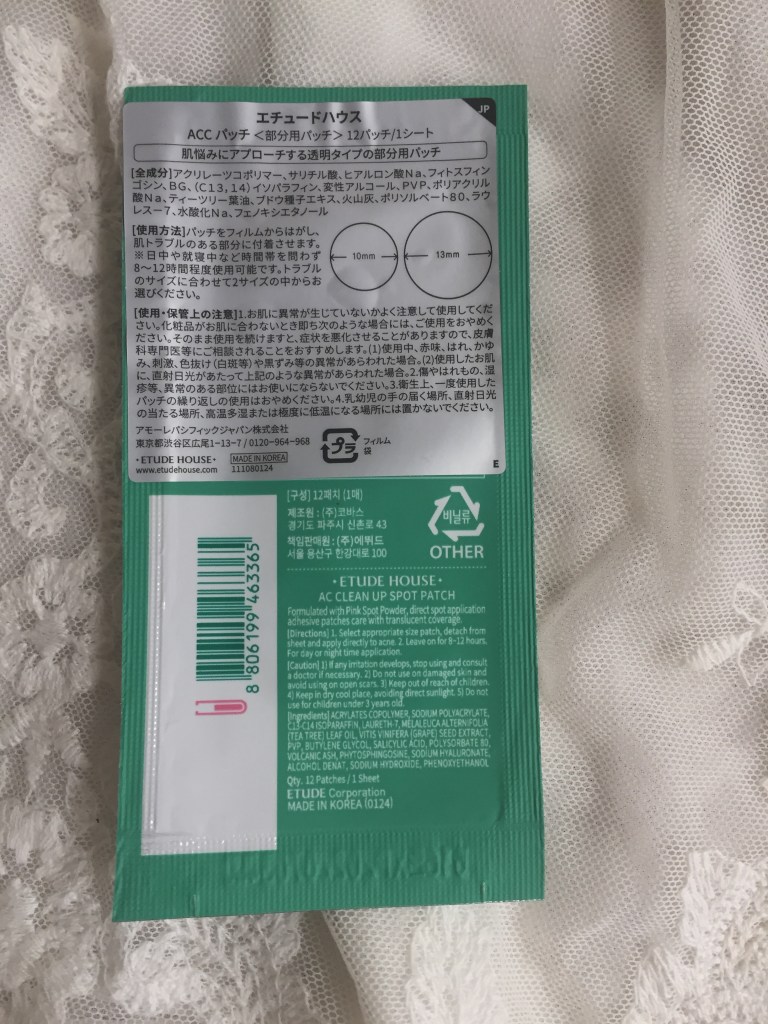 JP
エチュードハウス
ACC パッチ ＜部分用パッチ＞ 12パッチ/1シート
肌悩みにアプローチする透明タイプの部分用パッチ
[全成分]アクリレーツコポリマー、サリチル酸、ヒアルロン酸Na、フィトスフィン
ゴシン、BG、(C13,14)イソパラフィン、変性アルコール、PVP、ポリアクリル
酸Na、ティーツリー葉油、ブドウ種子エキス、火山灰、ポリソルベート80、ラウ
レス-7、水酸化Na、フェノキシエタノール
[使用方法]パッチをフィルムからはがし、
肌トラブルのある部分に付着させます。
※日中や就寝中など時間帯を問わず
8〜12時間程度使用可能です。トラブル
のサイズに合わせて2サイズの中からお
選びください。
10mm
13mm
[使用・保管上の注意]1.お肌に異常が生じていないかよく注意して使用してくだ
さい。化粧品がお肌に合わないとき即ち次のような場合には、ご使用をおやめく
ださい。そのまま使用を続けますと、症状を悪化させることがありますので、皮膚
科専門医等にご相談されることをおすすめします。(1)使用中、赤味、はれ、かゆ
み、刺激、色抜け(白斑等)や黒ずみ等の異常があらわれた場合。(2)使用したお肌
に、直射日光があたって上記のような異常があらわれた場合。2.傷やはれもの、湿
疹等、異常のある部位にはお使いにならないでください。3.衛生上、一度使用した
パッチの繰り返しの使用はおやめください。4.乳幼児の手の届く場所、直射日光
の当たる場所、高温多湿または極度に低温になる場所には置かないでください。
アモーレパシフィックジャパン株式会社
東京都渋谷区広尾1-13-7 / 0120-964-968
プラ
フィルム
袋
・ETUDE HOUSE・ MADE IN KOREA
www.etudehouse.com 111080124
E
[구성] 12패치 (1매)
제조원 : (주)코바스
경기도 파주시 신촌로 43
책임판매원 : (주)에뛰드
서울 용산구 한강대로 100
비닐류
OTHER
8 806199 463365
・ETUDE HOUSE・
AC CLEAN UP SPOT PATCH
Formulated with Pink Spot Powder, direct spot application
adhesive patches care with translucent coverage.
[Directions] 1. Select appropriate size patch, detach from
sheet and apply directly to acne. 2. Leave on for 8-12 hours.
For day or night time application.
[Caution] 1) If any irritation develops, stop using and consult
a doctor if necessary. 2) Do not use on damaged skin and
avoid using on open scars. 3) Keep out of reach of children.
4) Keep in dry cool place, avoiding direct sunlight. 5) Do not
use for children under 3 years old.
[Ingredients] ACRYLATES COPOLYMER, SODIUM POLYACRYLATE,
C13-C14 ISOPARAFFIN, LAURETH-7, MELALEUCA ALTERNIFOLIA
(TEA TREE) LEAF OIL, VITIS VINIFERA (GRAPE) SEED EXTRACT,
PVP, BUTYLENE GLYCOL, SALICYLIC ACID, POLYSORBATE 80,
VOLCANIC ASH, PHYTOSPHINGOSINE, SODIUM HYALURONATE,
ALCOHOL DENAT, SODIUM HYDROXIDE, PHENOXYETHANOL
Qty. 12 Patches / 1 Sheet
ETUDE Corporation
MADE IN KOREA (0124)